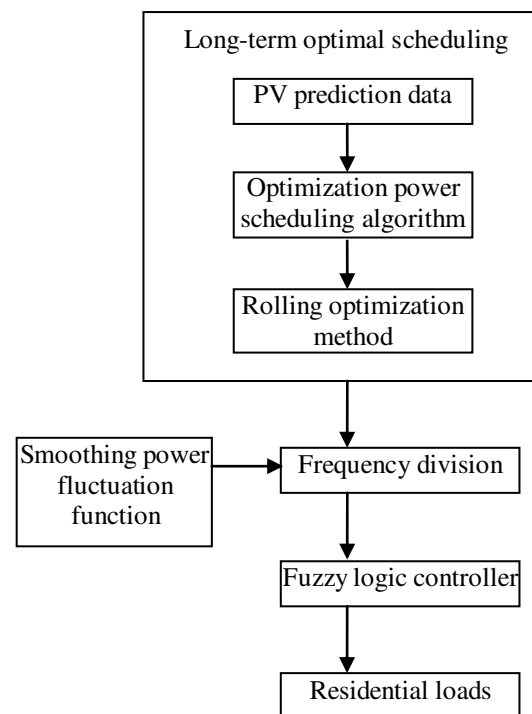 Long-term optimal scheduling
PV prediction data
Optimization power
scheduling algorithm
Rolling optimization
method
Smoothing power
fluctuation
function
Frequency division
Fuzzy logic controller
Residential loads